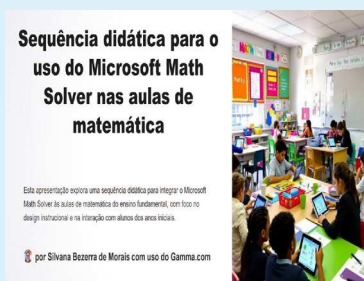 Sequência didática para o
uso do Microsoft Math
Solver nas aulas de
matemática
Esta apresentação explora uma sequência didática para integrar o Microsoft
Math Solver às aulas de matemática do ensino fundamental, com foco no
design instrucional e na interação com alunos dos anos iniciais.
por Silvana Bezerra de Morais com uso do Gamma.com